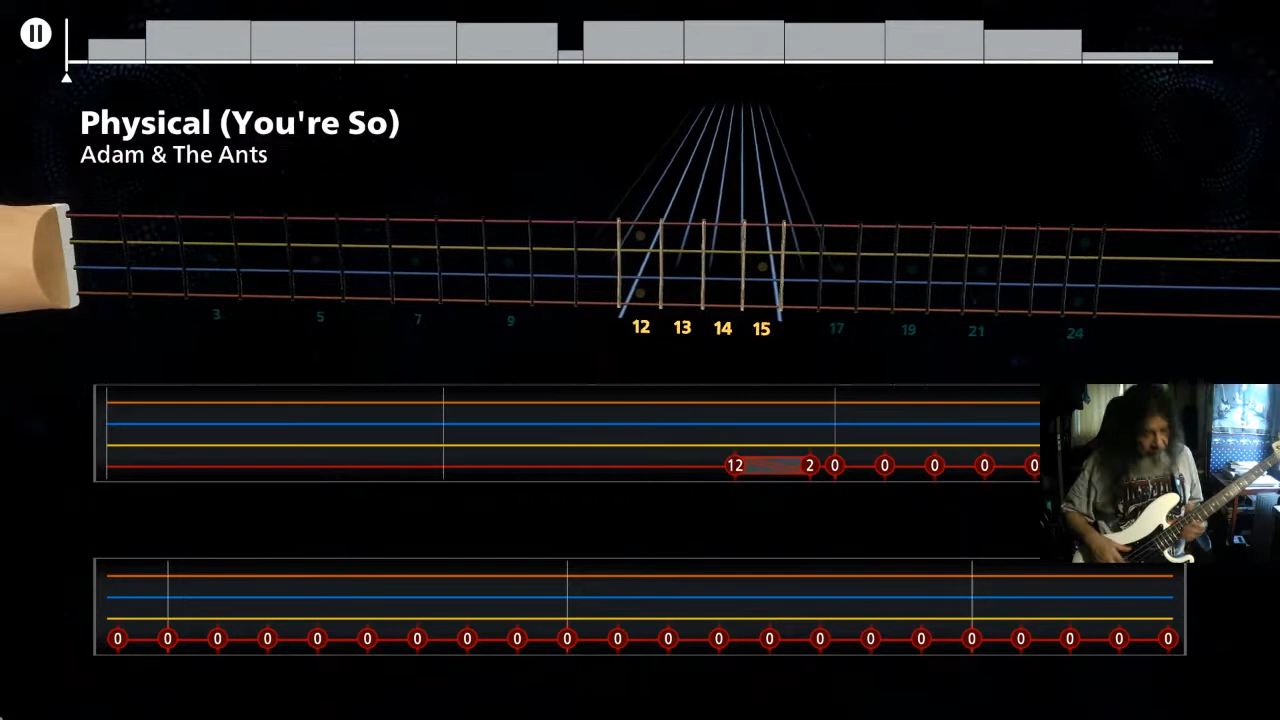 Physical (You're So)
Adam & The Ants
3 5 7 9 12 13 14 15 17 19 21 24
12 2 0 0 0 0 0
0 0 0 0 0 0 0 0 0 0 0 0 0 0 0 0 0 0 0 0 0 0